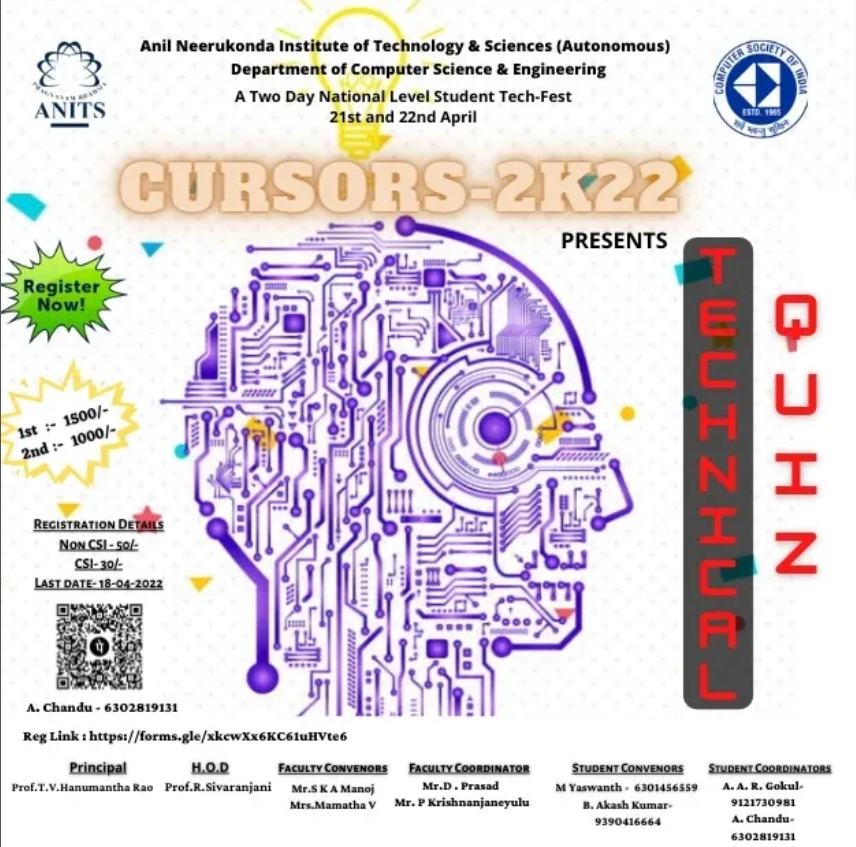 Anil Neerukonda Institute of Technology & Sciences (Autonomous)
Department of Computer Science & Engineering
A Two Day National Level Student Tech-Fest
21st and 22nd April
PRAGNANAM BRAHMA
ANITS
COMPUTER SOCIETY OF INDIA
ESTD. 1965
CURSORS-2K22
PRESENTS
TECHNICAL
QUIZ
Register
Now!
1st :- 1500/-
2nd :- 1000/-
REGISTRATION DETAILS
NON CSI - 50/-
CSI- 30/-
LAST DATE- 18-04-2022
A. Chandu - 6302819131
Reg Link : https://forms.gle/xkcwXx6KC61uHVte6
Principal
Prof.T.V.Hanumantha Rao
H.O.D
Prof.R.Sivaranjani
FACULTY CONVENORS
Mr.S K A Manoj
Mrs.Mamatha V
FACULTY COORDINATOR
Mr.D . Prasad
Mr. P Krishnanjaneyulu
STUDENT CONVENORS
M Yaswanth - 6301456559
B. Akash Kumar-
9390416664
STUDENT COORDINATORS
A. A. R. Gokul-
9121730981
A. Chandu-
6302819131